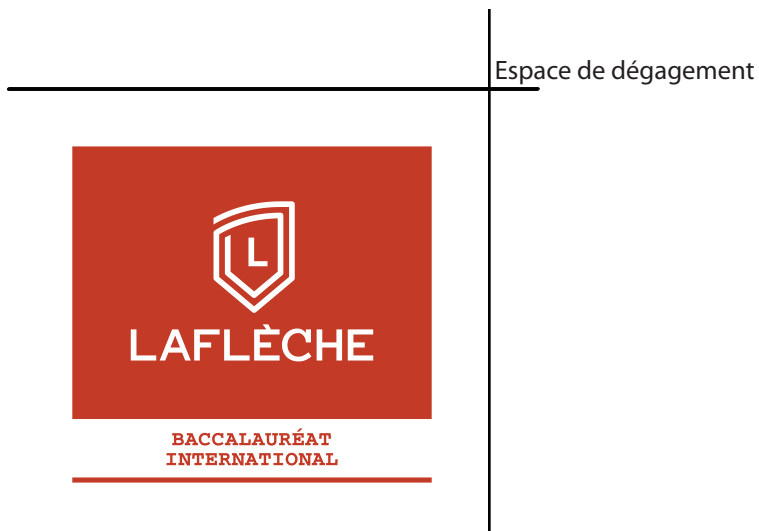 Espace de dégagement
L
LAFLÈCHE
BACCALAURÉAT
INTERNATIONAL